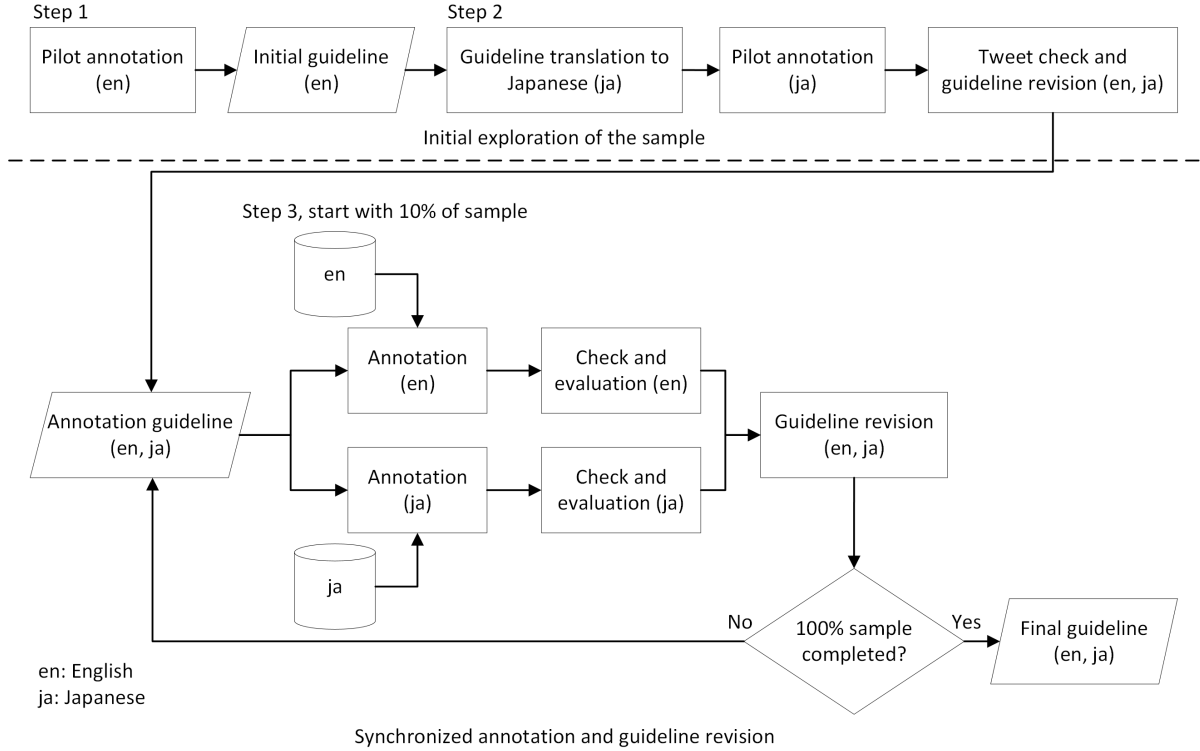 Step 1
Step 2
Pilot annotation
(en)
Initial guideline
(en)
Guideline translation to
Japanese (ja)
Pilot annotation
(ja)
Tweet check and
guideline revision (en, ja)
Initial exploration of the sample
Step 3, start with 10% of sample
en
Annotation
(en)
Check and
evaluation (en)
Annotation guideline
(en, ja)
Guideline revision
(en, ja)
Annotation
(ja)
Check and
evaluation (ja)
ja
No
100% sample
completed?
Yes
Final guideline
(en, ja)
en: English
ja: Japanese
Synchronized annotation and guideline revision